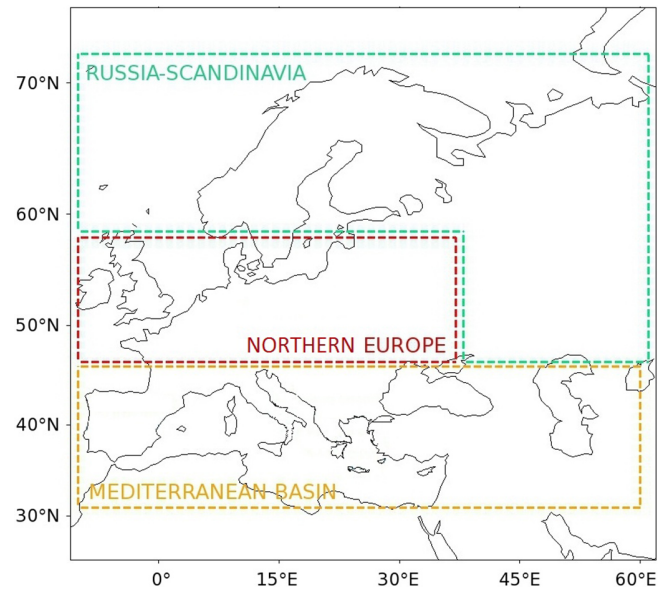 RUSSIA-SCANDINAVIA
70°N
60°N
50°N
NORTHERN EUROPE
40°N
MEDITERRANEAN BASIN
30°N
0° 15°E 30°E 45°E 60°E